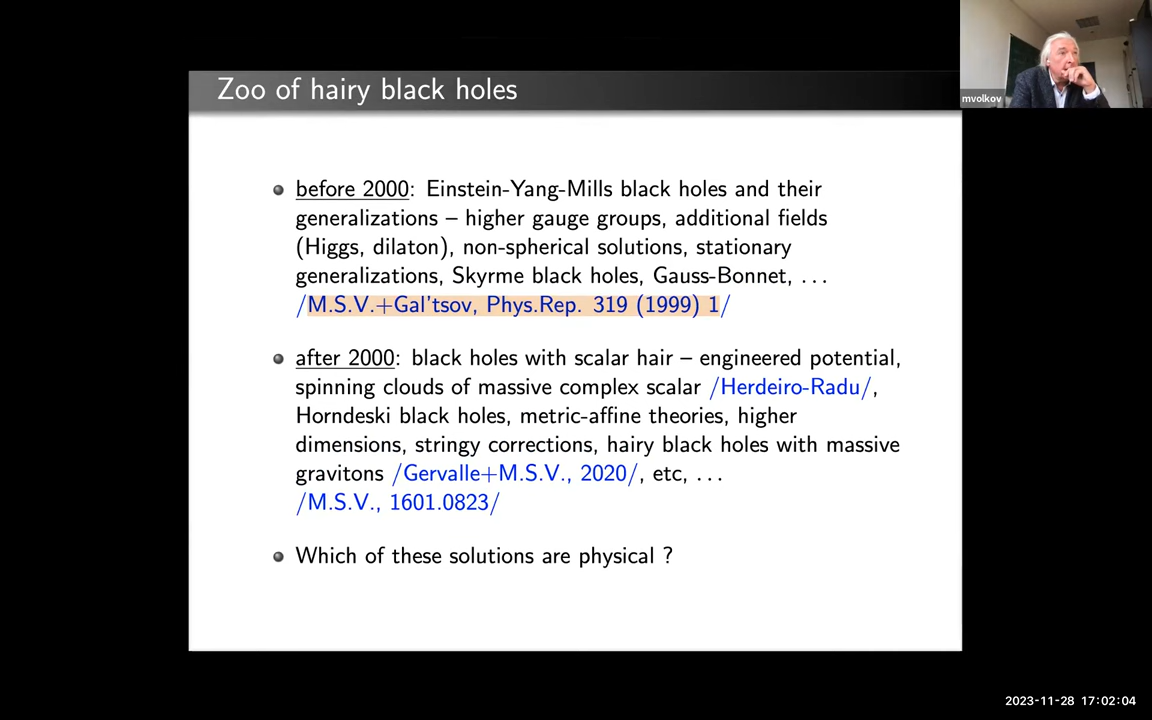 Zoo of hairy black holes
mvolkov
before 2000: Einstein-Yang-Mills black holes and their
generalizations – higher gauge groups, additional fields
(Higgs, dilaton), non-spherical solutions, stationary
generalizations, Skyrme black holes, Gauss-Bonnet, ...
/M.S.V.+Gal'tsov, Phys.Rep. 319 (1999) 1/
after 2000: black holes with scalar hair – engineered potential,
spinning clouds of massive complex scalar /Herdeiro-Radu/,
Horndeski black holes, metric-affine theories, higher
dimensions, stringy corrections, hairy black holes with massive
gravitons /Gervalle+M.S.V., 2020/, etc, ...
/M.S.V., 1601.0823/
Which of these solutions are physical ?
2023-11-28 17:02:04